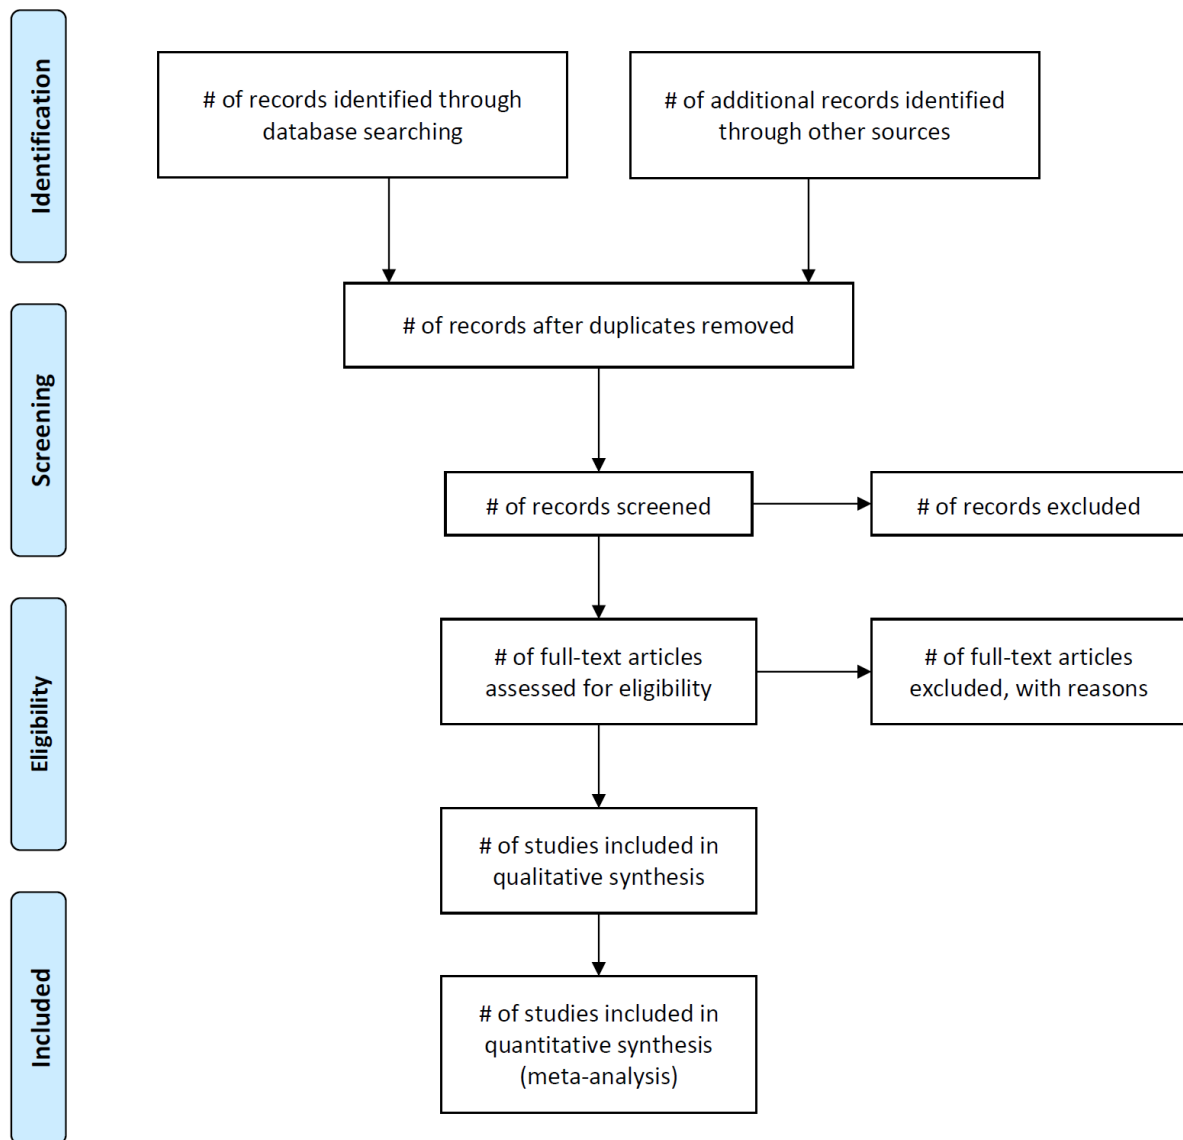 Identification
# of records identified through
database searching
# of additional records identified
through other sources
# of records after duplicates removed
Screening
# of records screened
# of records excluded
Eligibility
# of full-text articles
assessed for eligibility
# of full-text articles
excluded, with reasons
# of studies included in
qualitative synthesis
Included
# of studies included in
quantitative synthesis
(meta-analysis)